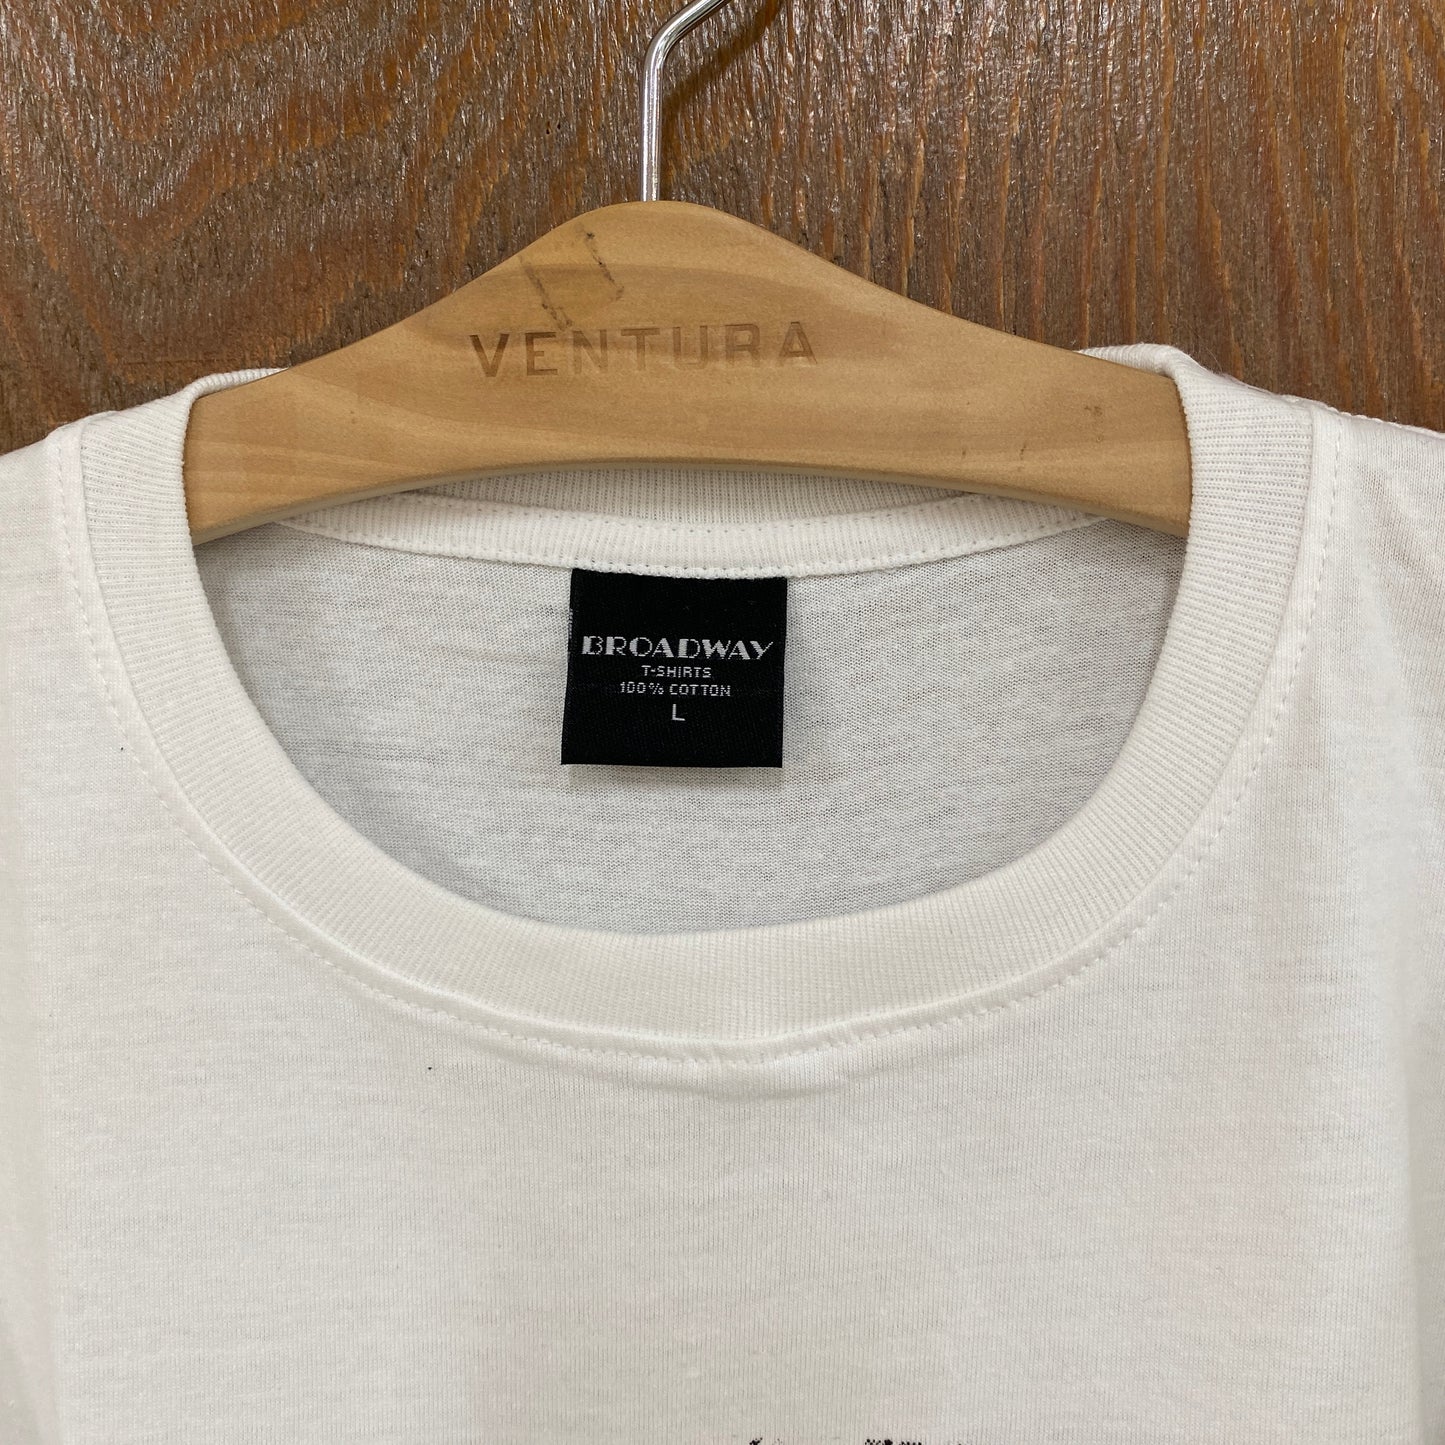 VENTURA
BROADWAY
T-SHIRTS
100% COTTON
L